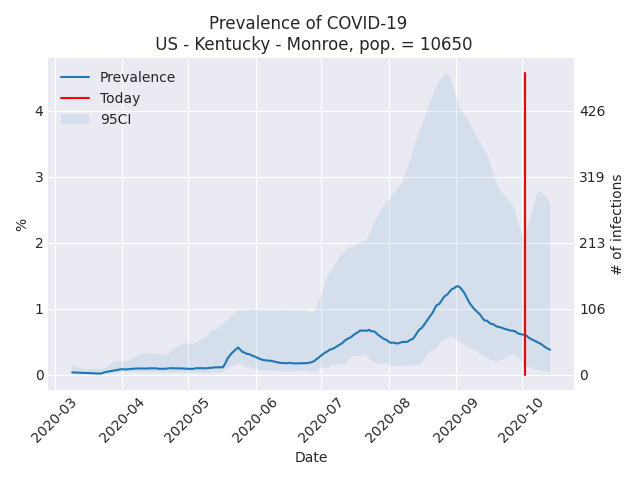 Prevalence of COVID-19
US - Kentucky - Monroe, pop. = 10650
Prevalence
Today
95CI
%
4
3
2
1
0
426
319
213
106
0
# of infections
2020-03
2020-04
2020-05
2020-06
2020-07
2020-08
2020-09
2020-10
Date